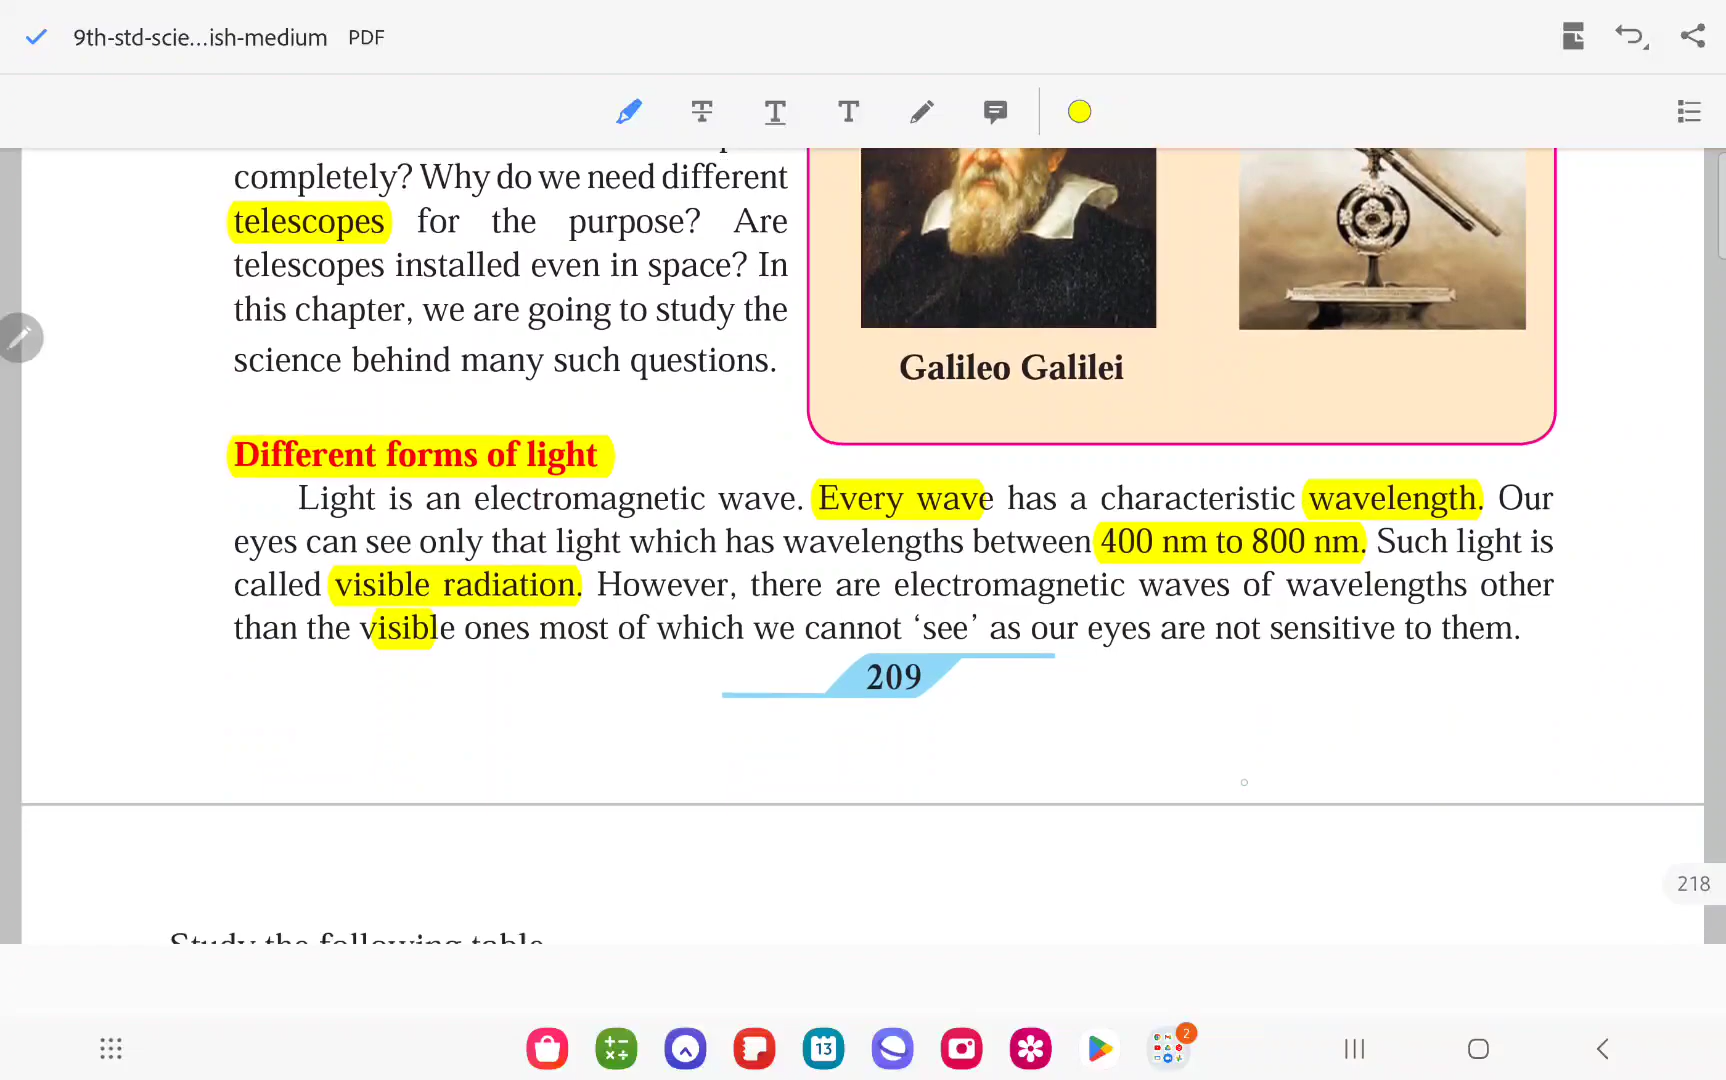 9th-std-scie...ish-medium PDF
completely? Why do we need different
telescopes for the purpose? Are
telescopes installed even in space? In
this chapter, we are going to study the
science behind many such questions.
Galileo Galilei
Different forms of light
Light is an electromagnetic wave. Every wave has a characteristic wavelength. Our
eyes can see only that light which has wavelengths between 400 nm to 800 nm. Such light is
called visible radiation. However, there are electromagnetic waves of wavelengths other
than the visible ones most of which we cannot ‘see’ as our eyes are not sensitive to them.
209
218
Study the following table
13
2